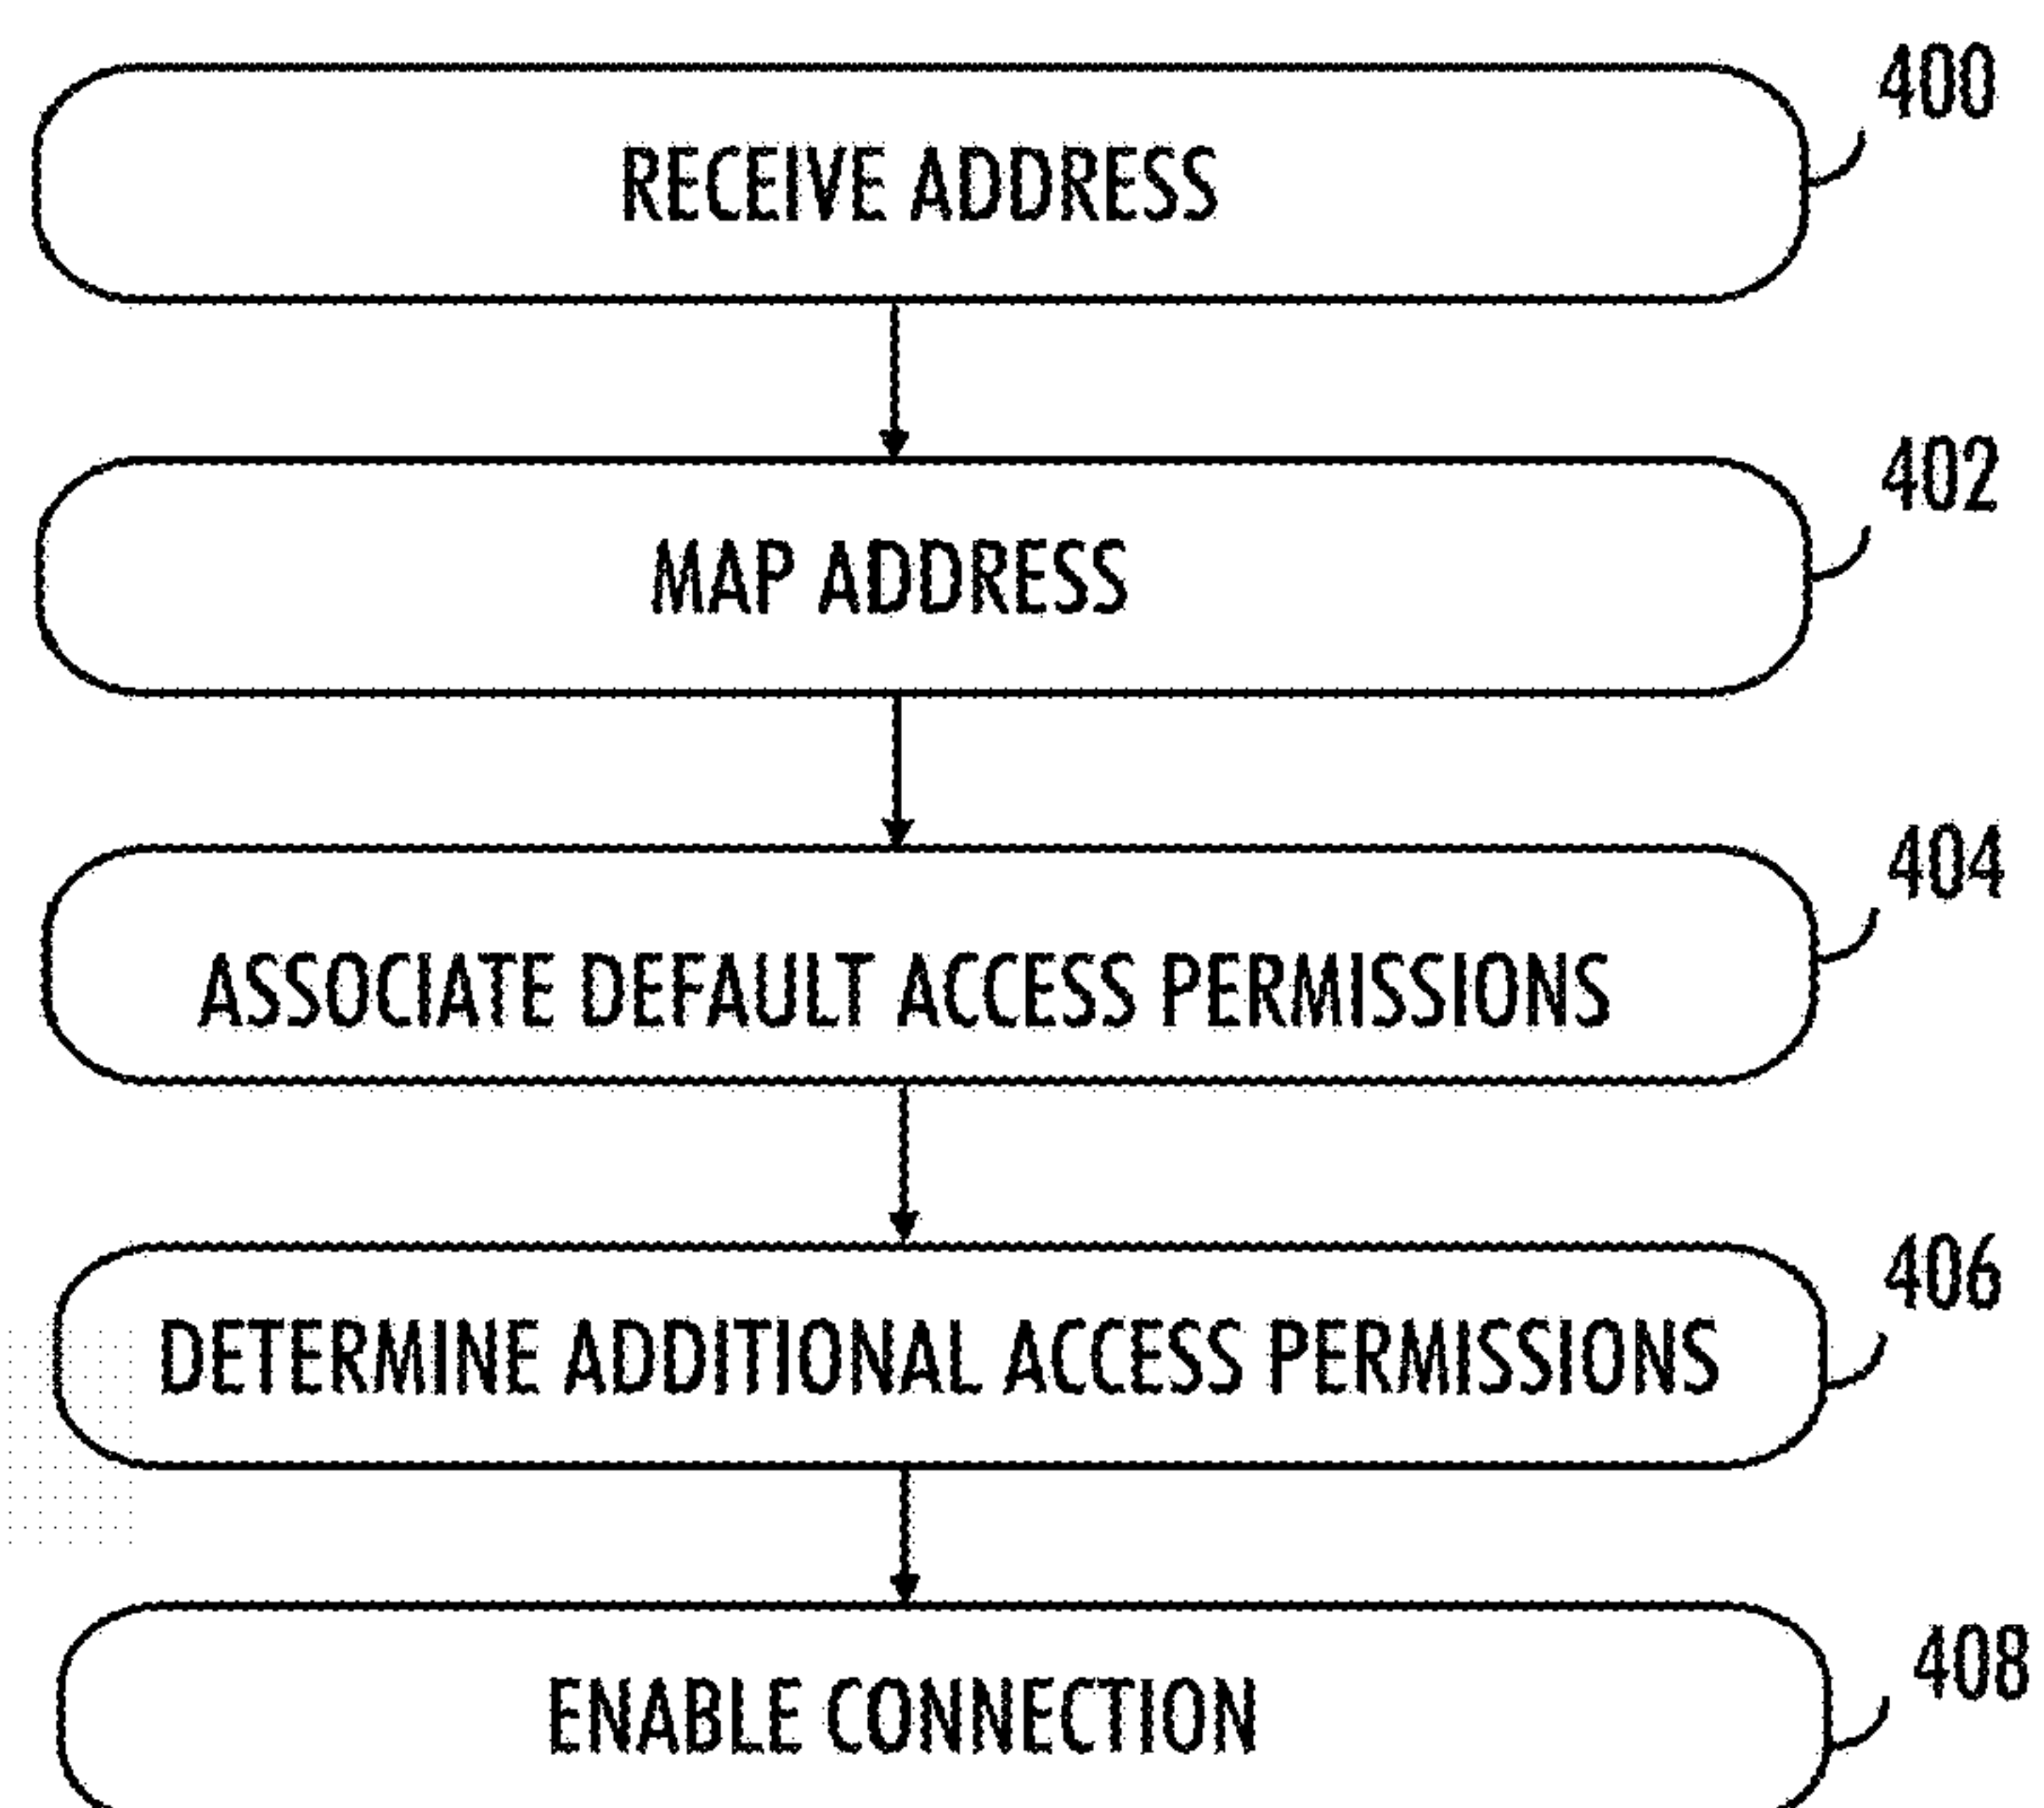 400
RECEIVE ADDRESS
402
MAP ADDRESS
404
ASSOCIATE DEFAULT ACCESS PERMISSIONS
406
DETERMINE ADDITIONAL ACCESS PERMISSIONS
408
ENABLE CONNECTION